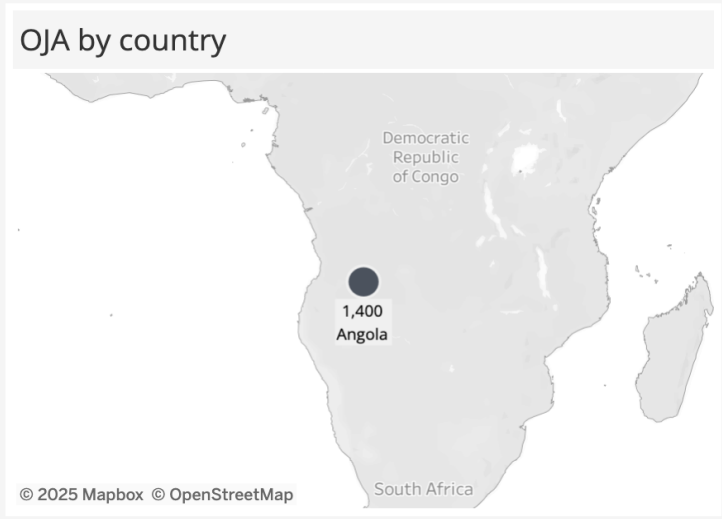 OJA by country
Democratic
Republic
of Congo
1,400
Angola
South Africa
© 2025 Mapbox © OpenStreetMap